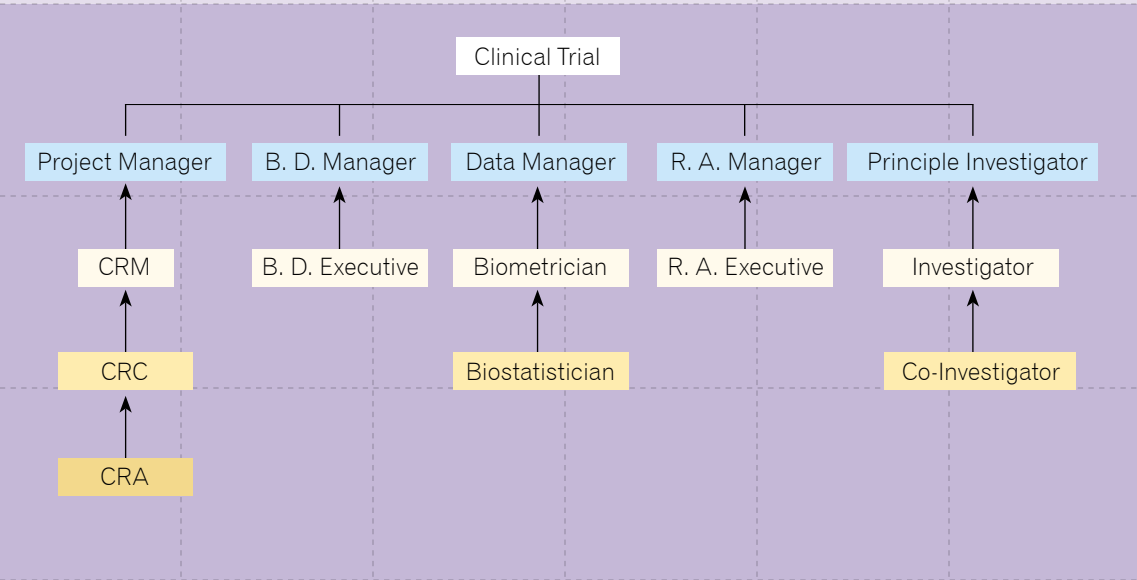 Clinical Trial
Project Manager
B. D. Manager
Data Manager
R. A. Manager
Principle Investigator
CRM
B. D. Executive
Biometrician
R. A. Executive
Investigator
CRC
Biostatistician
Co-Investigator
CRA